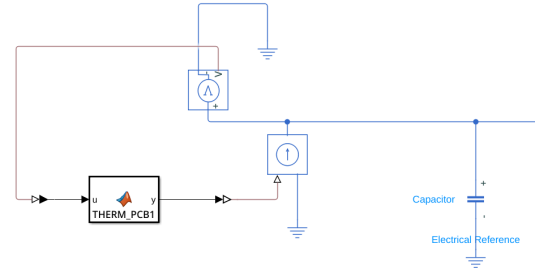 V
V
+
u
y
THERM_PCB1
Capacitor
+
-
Electrical Reference